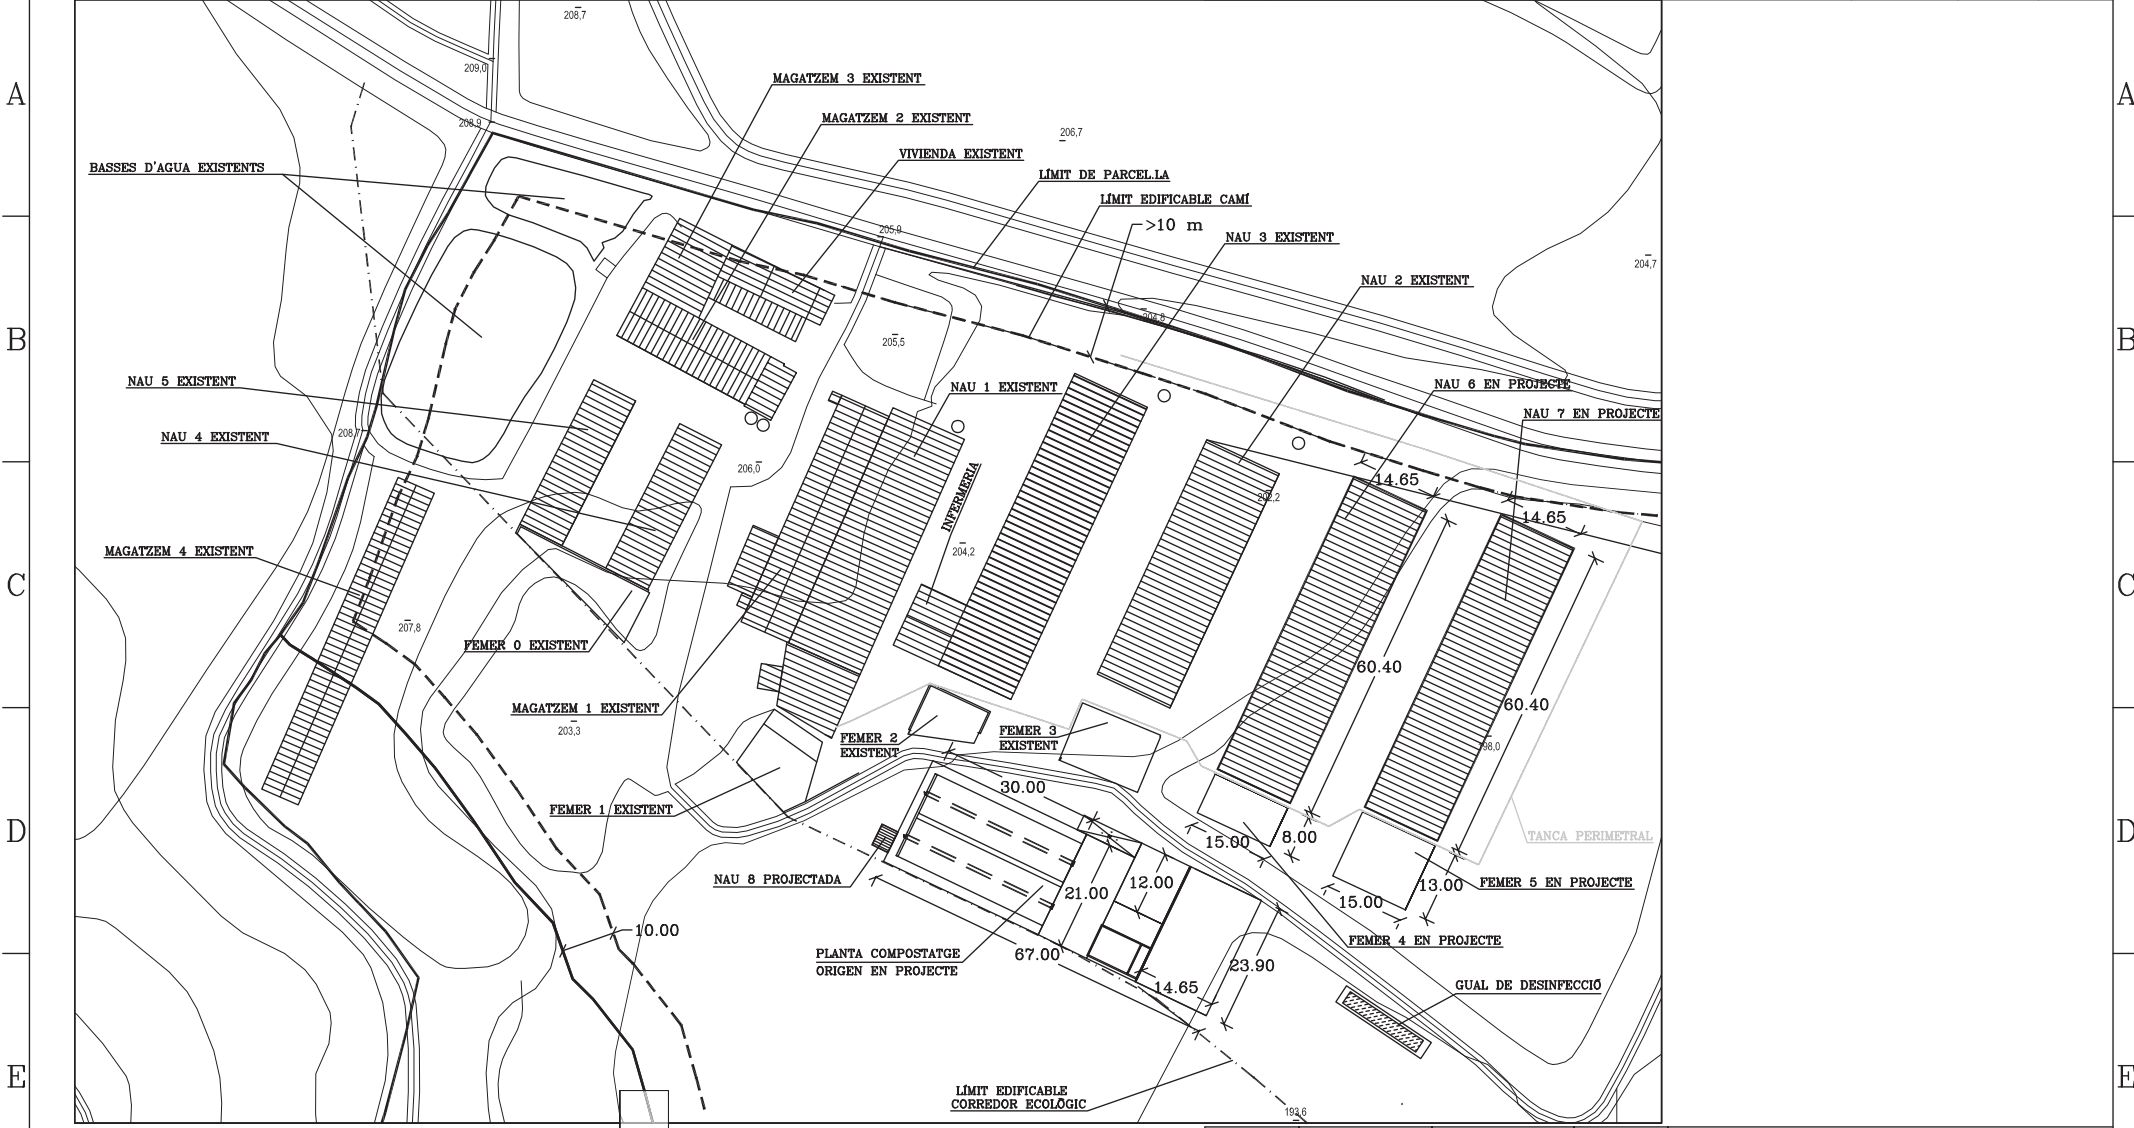 208,7
209,0
A
A
MAGATZEM 3 EXISTENT
MAGATZEM 2 EXISTENT
208,9
206,7
VIVIENDA EXISTENT
BASSES D'AGUA EXISTENTS
LÍMIT DE PARCEL.LA
LÍMIT EDIFICABLE CAMÍ
>10 m
205,9
NAU 3 EXISTENT
204,7
NAU 2 EXISTENT
204,8
B
B
205,5
NAU 5 EXISTENT
NAU 1 EXISTENT
NAU 6 EN PROJECTE
NAU 7 EN PROJECTE
208,7
NAU 4 EXISTENT
206,0
14.65
INFERMERIA
202,2
14.65
MAGATZEM 4 EXISTENT
204,2
C
C
207,8
FEMER 0 EXISTENT
60.40
MAGATZEM 1 EXISTENT
60.40
203,3
FEMER 2
EXISTENT
FEMER 3
EXISTENT
198,0
30.00
FEMER 1 EXISTENT
D
D
15.00
8.00
TANCA PERIMETRAL
NAU 8 PROJECTADA
21.00
12.00
13.00
FEMER 5 EN PROJECTE
15.00
10.00
FEMER 4 EN PROJECTE
PLANTA COMPOSTATGE
ORIGEN EN PROJECTE
67.00
23.90
14.65
GUAL DE DESINFECCIÓ
E
E
LÍMIT EDIFICABLE
CORREDOR ECOLÒGIC
193,6